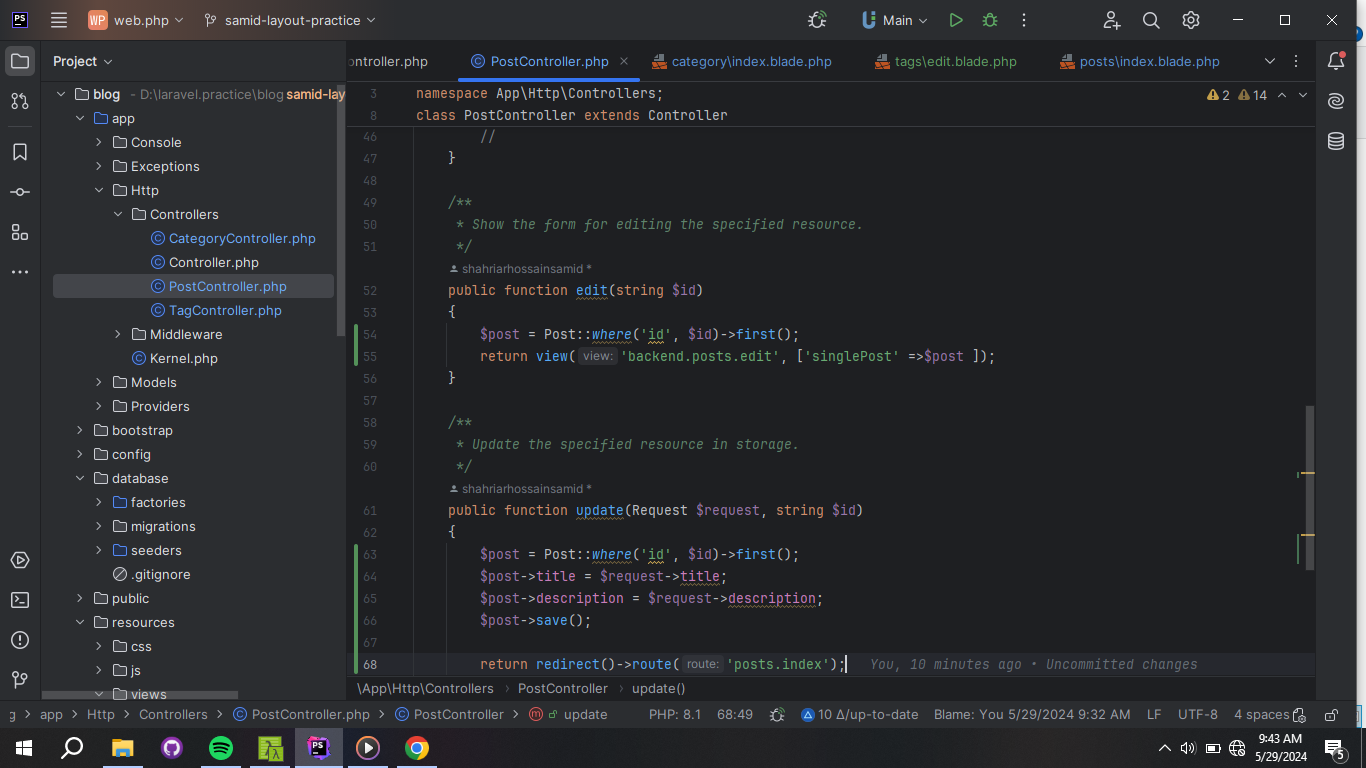 PS
WP web.php samid-layout-practice Main
Project
ontroller.php PostController.php category\index.blade.php tags\edit.blade.php posts\index.blade.php
blog - D:\laravel.practice\blog samid-lay
app
Console
Exceptions
Http
Controllers
CategoryController.php
Controller.php
PostController.php
TagController.php
Middleware
Kernel.php
Models
Providers
bootstrap
config
database
factories
migrations
seeders
.gitignore
public
resources
css
js
views
3 namespace App\Http\Controllers; 2 14
8 class PostController extends Controller
46 //
47 }
48
49 /**
50 * Show the form for editing the specified resource.
51 */
shahriarhossainsamid *
52 public function edit(string $id)
53 {
54 $post = Post::where('id', $id)->first();
55 return view( view: 'backend.posts.edit', ['singlePost' =>$post ]);
56 }
57
58 /**
59 * Update the specified resource in storage.
60 */
shahriarhossainsamid *
61 public function update(Request $request, string $id)
62 {
63 $post = Post::where('id', $id)->first();
64 $post->title = $request->title;
65 $post->description = $request->description;
66 $post->save();
67
68 return redirect()->route( route: 'posts.index'); You, 10 minutes ago • Uncommitted changes
\App\Http\Controllers › PostController › update()
g › app › Http › Controllers › PostController.php › PostController › m update PHP: 8.1 68:49 10 Δ/up-to-date Blame: You 5/29/2024 9:32 AM LF UTF-8 4 spaces
PS 9:43 AM
5/29/2024 5